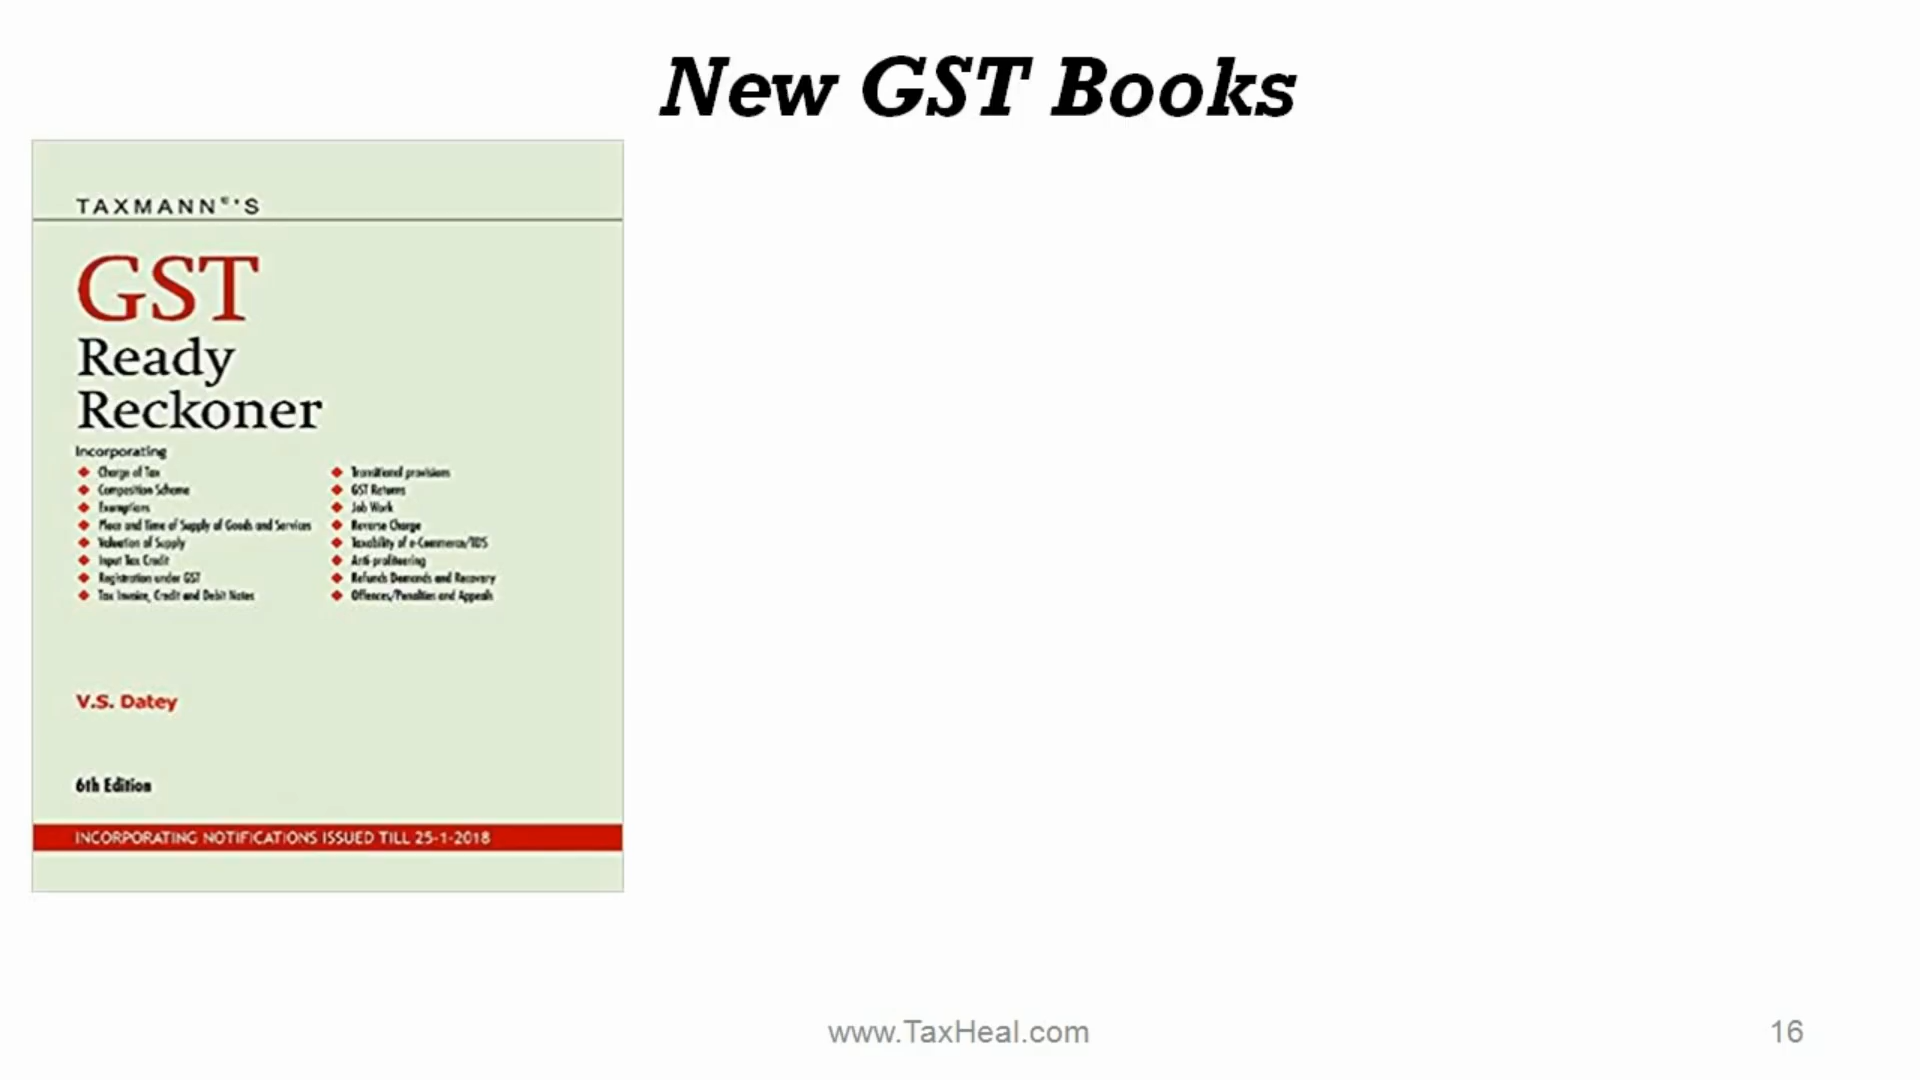 New GST Books
TAXMANN®'S
GST
Ready
Reckoner
Incorporating
Charge of Tax
Composition Scheme
Exemptions
Place and Time of Supply of Goods and Services
Valuation of Supply
Input Tax Credit
Registration under GST
Tax Invoice, Credit and Debit Notes
Transitional provisions
GST Returns
Job Work
Reverse Charge
Taxability of e-Commerce/TDS
Anti-profiteering
Refunds Demands and Recovery
Offences/Penalties and Appeals
V.S. Datey
6th Edition
INCORPORATING NOTIFICATIONS ISSUED TILL 25-1-2018
www.TaxHeal.com
16